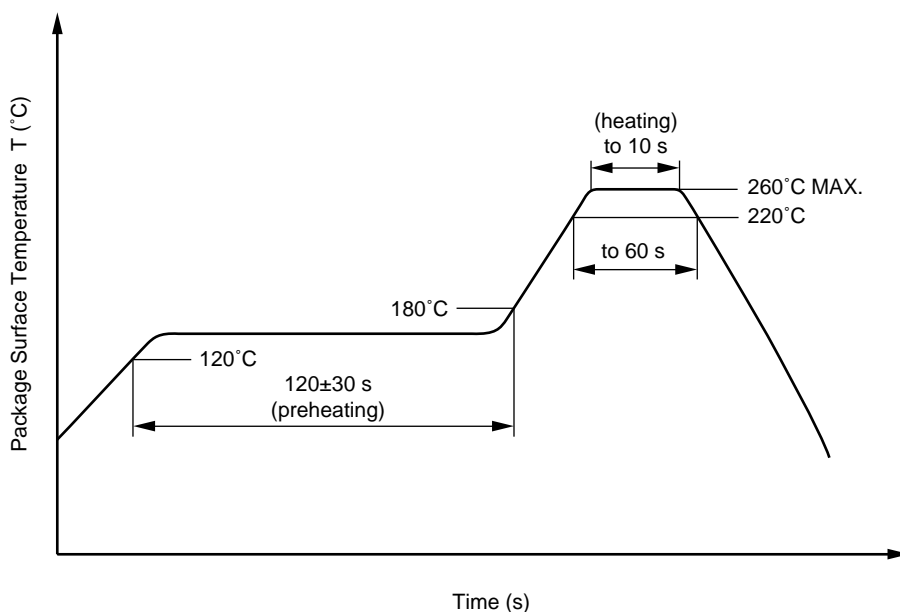 Package Surface Temperature T (˚C)
(heating)
to 10 s
260˚C MAX.
220˚C
to 60 s
180˚C
120˚C
120±30 s
(preheating)
Time (s)